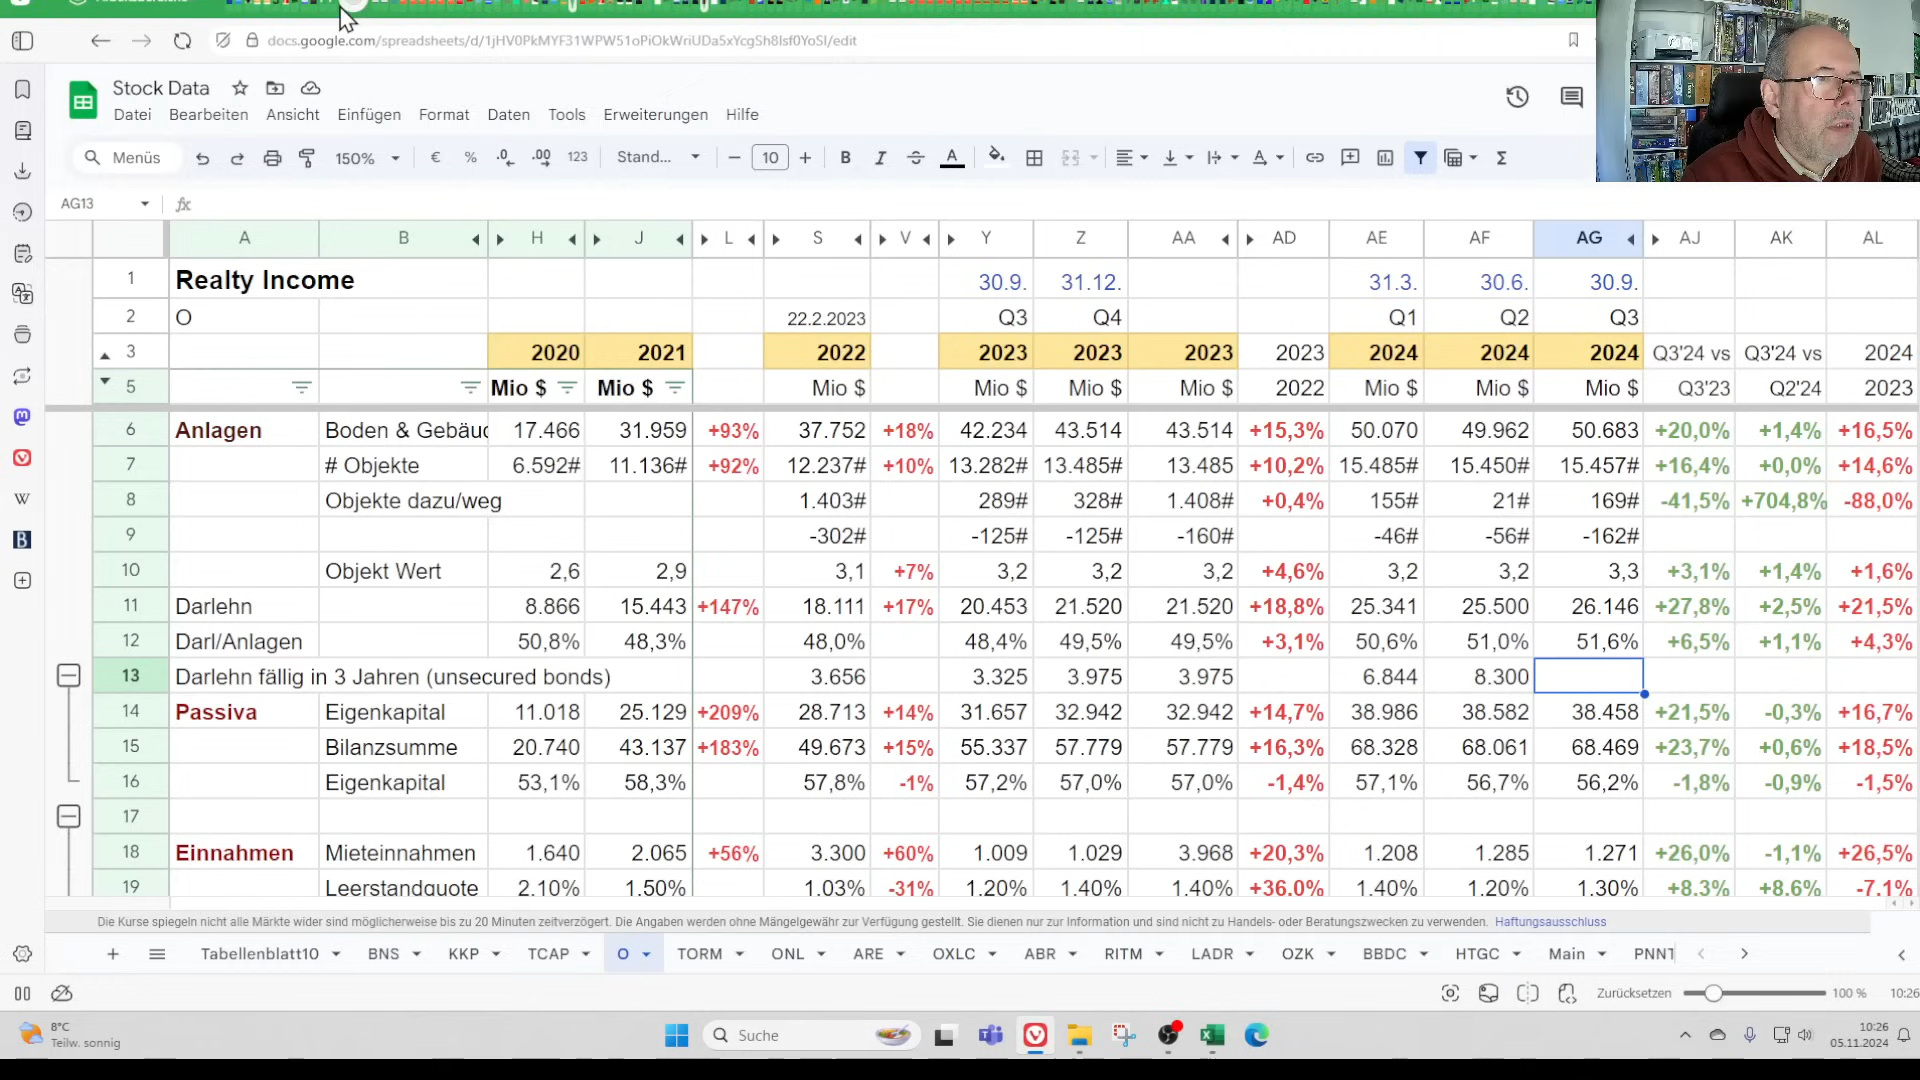 docs.google.com/spreadsheets/d/1jHV0PkMYF31WPW51oPiOkWriUDa5xYcgSh8lsf0YoSI/edit
Stock Data
Datei Bearbeiten Ansicht Einfügen Format Daten Tools Erweiterungen Hilfe
Menüs 150% € % .0 .00 123 Stand... 10 B I A Σ
AG13 fx
A B H J L S V Y Z AA AD AE AF AG AJ AK AL
1 Realty Income 30.9. 31.12. 31.3. 30.6. 30.9.
2 O 22.2.2023 Q3 Q4 Q1 Q2 Q3
3 2020 2021 2022 2023 2023 2023 2023 2024 2024 2024 Q3'24 vs Q3'24 vs 2024
5 Mio $ Mio $ Mio $ Mio $ Mio $ Mio $ 2022 Mio $ Mio $ Mio $ Q3'23 Q2'24 2023
6 Anlagen Boden & Gebäud 17.466 31.959 +93% 37.752 +18% 42.234 43.514 43.514 +15,3% 50.070 49.962 50.683 +20,0% +1,4% +16,5%
7 # Objekte 6.592# 11.136# +92% 12.237# +10% 13.282# 13.485# 13.485 +10,2% 15.485# 15.450# 15.457# +16,4% +0,0% +14,6%
8 Objekte dazu/weg 1.403# 289# 328# 1.408# +0,4% 155# 21# 169# -41,5% +704,8% -88,0%
9 -302# -125# -125# -160# -46# -56# -162#
10 Objekt Wert 2,6 2,9 3,1 +7% 3,2 3,2 3,2 +4,6% 3,2 3,2 3,3 +3,1% +1,4% +1,6%
11 Darlehn 8.866 15.443 +147% 18.111 +17% 20.453 21.520 21.520 +18,8% 25.341 25.500 26.146 +27,8% +2,5% +21,5%
12 Darl/Anlagen 50,8% 48,3% 48,0% 48,4% 49,5% 49,5% +3,1% 50,6% 51,0% 51,6% +6,5% +1,1% +4,3%
13 Darlehn fällig in 3 Jahren (unsecured bonds) 3.656 3.325 3.975 3.975 6.844 8.300
14 Passiva Eigenkapital 11.018 25.129 +209% 28.713 +14% 31.657 32.942 32.942 +14,7% 38.986 38.582 38.458 +21,5% -0,3% +16,7%
15 Bilanzsumme 20.740 43.137 +183% 49.673 +15% 55.337 57.779 57.779 +16,3% 68.328 68.061 68.469 +23,7% +0,6% +18,5%
16 Eigenkapital 53,1% 58,3% 57,8% -1% 57,2% 57,0% 57,0% -1,4% 57,1% 56,7% 56,2% -1,8% -0,9% -1,5%
17
18 Einnahmen Mieteinnahmen 1.640 2.065 +56% 3.300 +60% 1.009 1.029 3.968 +20,3% 1.208 1.285 1.271 +26,0% -1,1% +26,5%
19 Leerstandquote 2,10% 1,50% 1,03% -31% 1,20% 1,40% 1,40% +36,0% 1,40% 1,20% 1,30% +8,3% +8,6% -7,1%
Die Kurse spiegeln nicht alle Märkte wider sind möglicherweise bis zu 20 Minuten zeitverzögert. Die Angaben werden ohne Mängelgewähr zur Verfügung gestellt. Sie dienen nur zur Information und sind nicht zu Handels- oder Beratungszwecken zu verwenden. Haftungsausschluss
Tabellenblatt10 BNS KKP TCAP O TORM ONL ARE OXLC ABR RITM LADR OZK BBDC HTGC Main PNNT
Zurücksetzen 100 % 10:26
8°C
Teilw. sonnig
Suche
10:26
05.11.2024